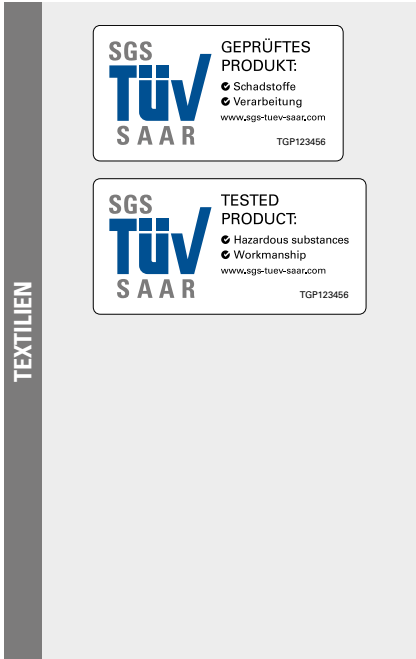 SGS
TÜV
SAAR
GEPRÜFTES
PRODUKT:
Schadstoffe
Verarbeitung
www.sgs-tuev-saar.com
TGP123456
SGS
TÜV
SAAR
TESTED
PRODUCT:
Hazardous substances
Workmanship
www.sgs-tuev-saar.com
TGP123456
TEXTILIEN